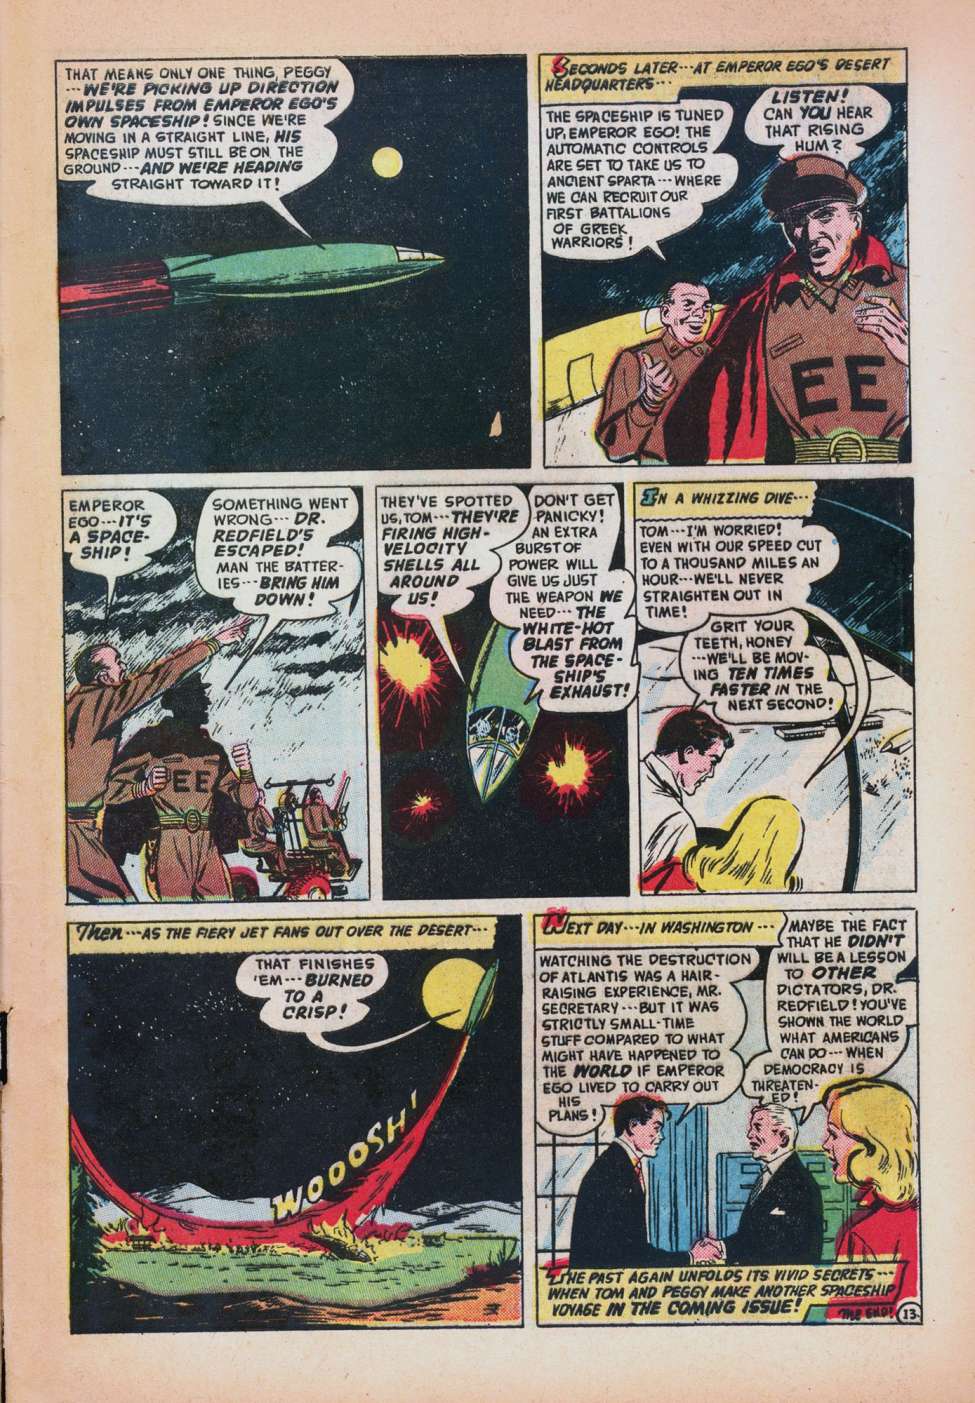 THAT MEANS ONLY ONE THING, PEGGY
---WE'RE PICKING UP DIRECTION
IMPULSES FROM EMPEROR EGO'S
OWN SPACESHIP! SINCE WE'RE
MOVING IN A STRAIGHT LINE, HIS
SPACESHIP MUST STILL BE ON THE
GROUND---AND WE'RE HEADING
STRAIGHT TOWARD IT!
SECONDS LATER---AT EMPEROR EGO'S DESERT
HEADQUARTERS---
THE SPACESHIP IS TUNED
UP, EMPEROR EGO! THE
AUTOMATIC CONTROLS
ARE SET TO TAKE US TO
ANCIENT SPARTA---WHERE
WE CAN RECRUIT OUR
FIRST BATTALIONS
OF GREEK
WARRIORS!
LISTEN!
CAN YOU HEAR
THAT RISING
HUM?
EE
EMPEROR
EGO---IT'S
A SPACE-
SHIP!
SOMETHING WENT
WRONG---DR.
REDFIELD'S
ESCAPED!
MAN THE BATTER-
IES---BRING HIM
DOWN!
EE
THEY'VE SPOTTED
US, TOM---THEY'RE
FIRING HIGH-
VELOCITY
SHELLS ALL
AROUND
US!
DON'T GET
PANICKY!
AN EXTRA
BURST OF
POWER WILL
GIVE US JUST
THE WEAPON WE
NEED---THE
WHITE-HOT
BLAST FROM
THE SPACE-
SHIP'S
EXHAUST!
IN A WHIZZING DIVE---
TOM---I'M WORRIED!
EVEN WITH OUR SPEED CUT
TO A THOUSAND MILES AN
HOUR---WE'LL NEVER
STRAIGHTEN OUT IN
TIME!
GRIT YOUR
TEETH, HONEY
---WE'LL BE MOV-
ING TEN TIMES
FASTER IN THE
NEXT SECOND!
Then---AS THE FIERY JET FANS OUT OVER THE DESERT---
THAT FINISHES
'EM---BURNED
TO A
CRISP!
WOOOSH!
NEXT DAY---IN WASHINGTON---
WATCHING THE DESTRUCTION
OF ATLANTIS WAS A HAIR-
RAISING EXPERIENCE, MR.
SECRETARY---BUT IT WAS
STRICTLY SMALL-TIME
STUFF COMPARED TO WHAT
MIGHT HAVE HAPPENED TO
THE WORLD IF EMPEROR
EGO LIVED TO CARRY OUT
HIS
PLANS!
MAYBE THE FACT
THAT HE DIDN'T
WILL BE A LESSON
TO OTHER
DICTATORS, DR.
REDFIELD! YOU'VE
SHOWN THE WORLD
WHAT AMERICANS
CAN DO---WHEN
DEMOCRACY IS
THREATEN-
ED!
THE PAST AGAIN UNFOLDS ITS VIVID SECRETS---
WHEN TOM AND PEGGY MAKE ANOTHER SPACESHIP
VOYAGE IN THE COMING ISSUE!
THE END!
13